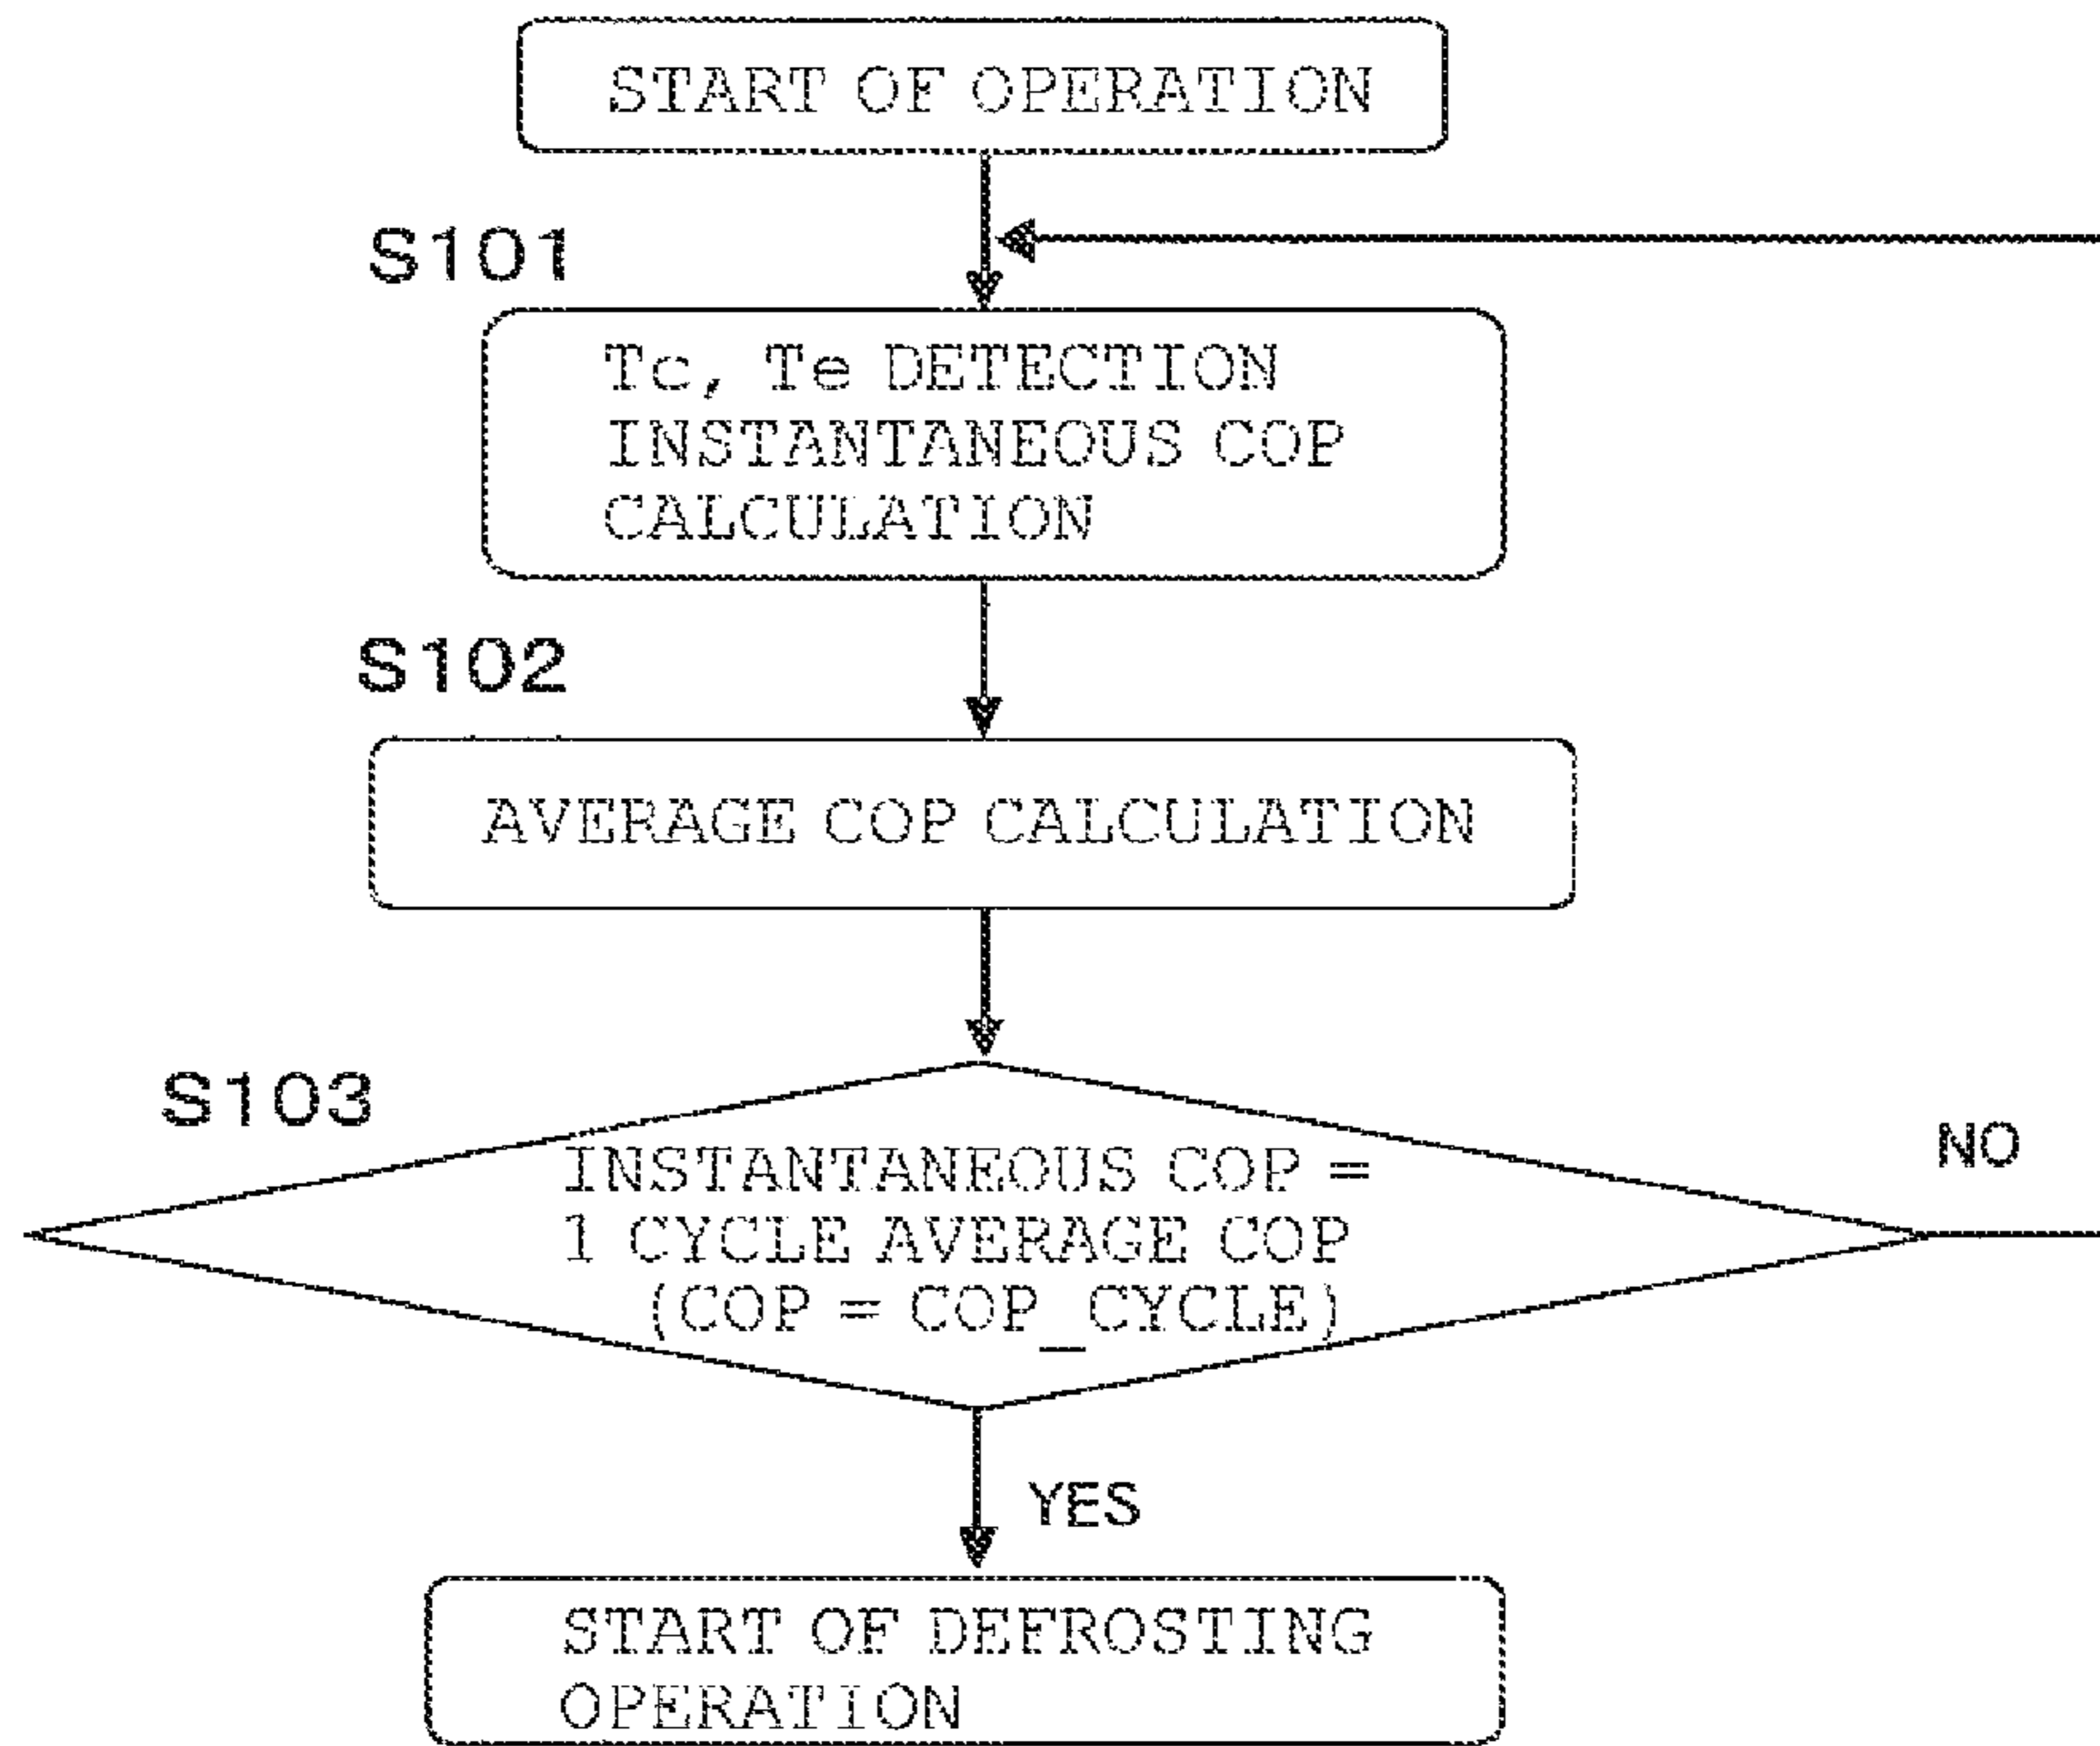 START OF OPERATION
S101
Tc, Te DETECTION
INSTANTANEOUS COP
CALCULATION
S102
AVERAGE COP CALCULATION
S103
INSTANTANEOUS COP =
1 CYCLE AVERAGE COP
(COP = COP_CYCLE)
NO
YES
START OF DEFROSTING
OPERATION